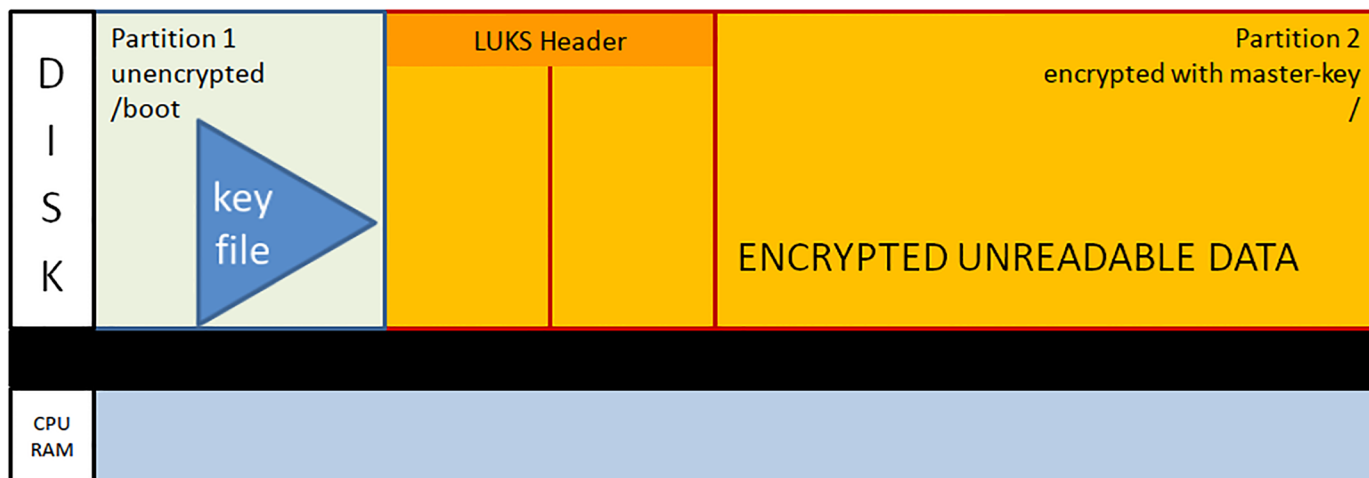 D
I
S
K
Partition 1
unencrypted
/boot
key
file
LUKS Header
Partition 2
encrypted with master-key
/
ENCRYPTED UNREADABLE DATA
CPU
RAM